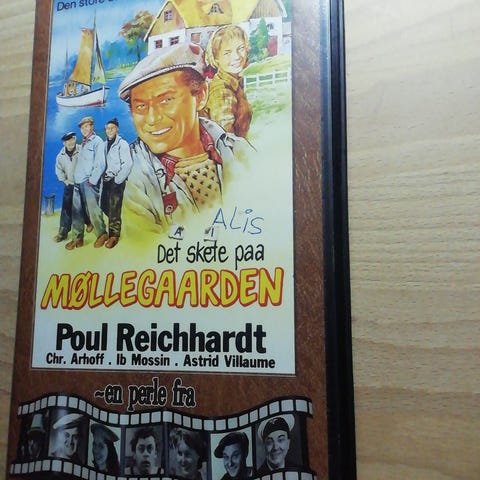 Den store
ALis
A I
Det skete paa
MØLLEGAARDEN
Poul Reichhardt
Chr. Arhoff . Ib Mossin . Astrid Villaume
~en perle fra